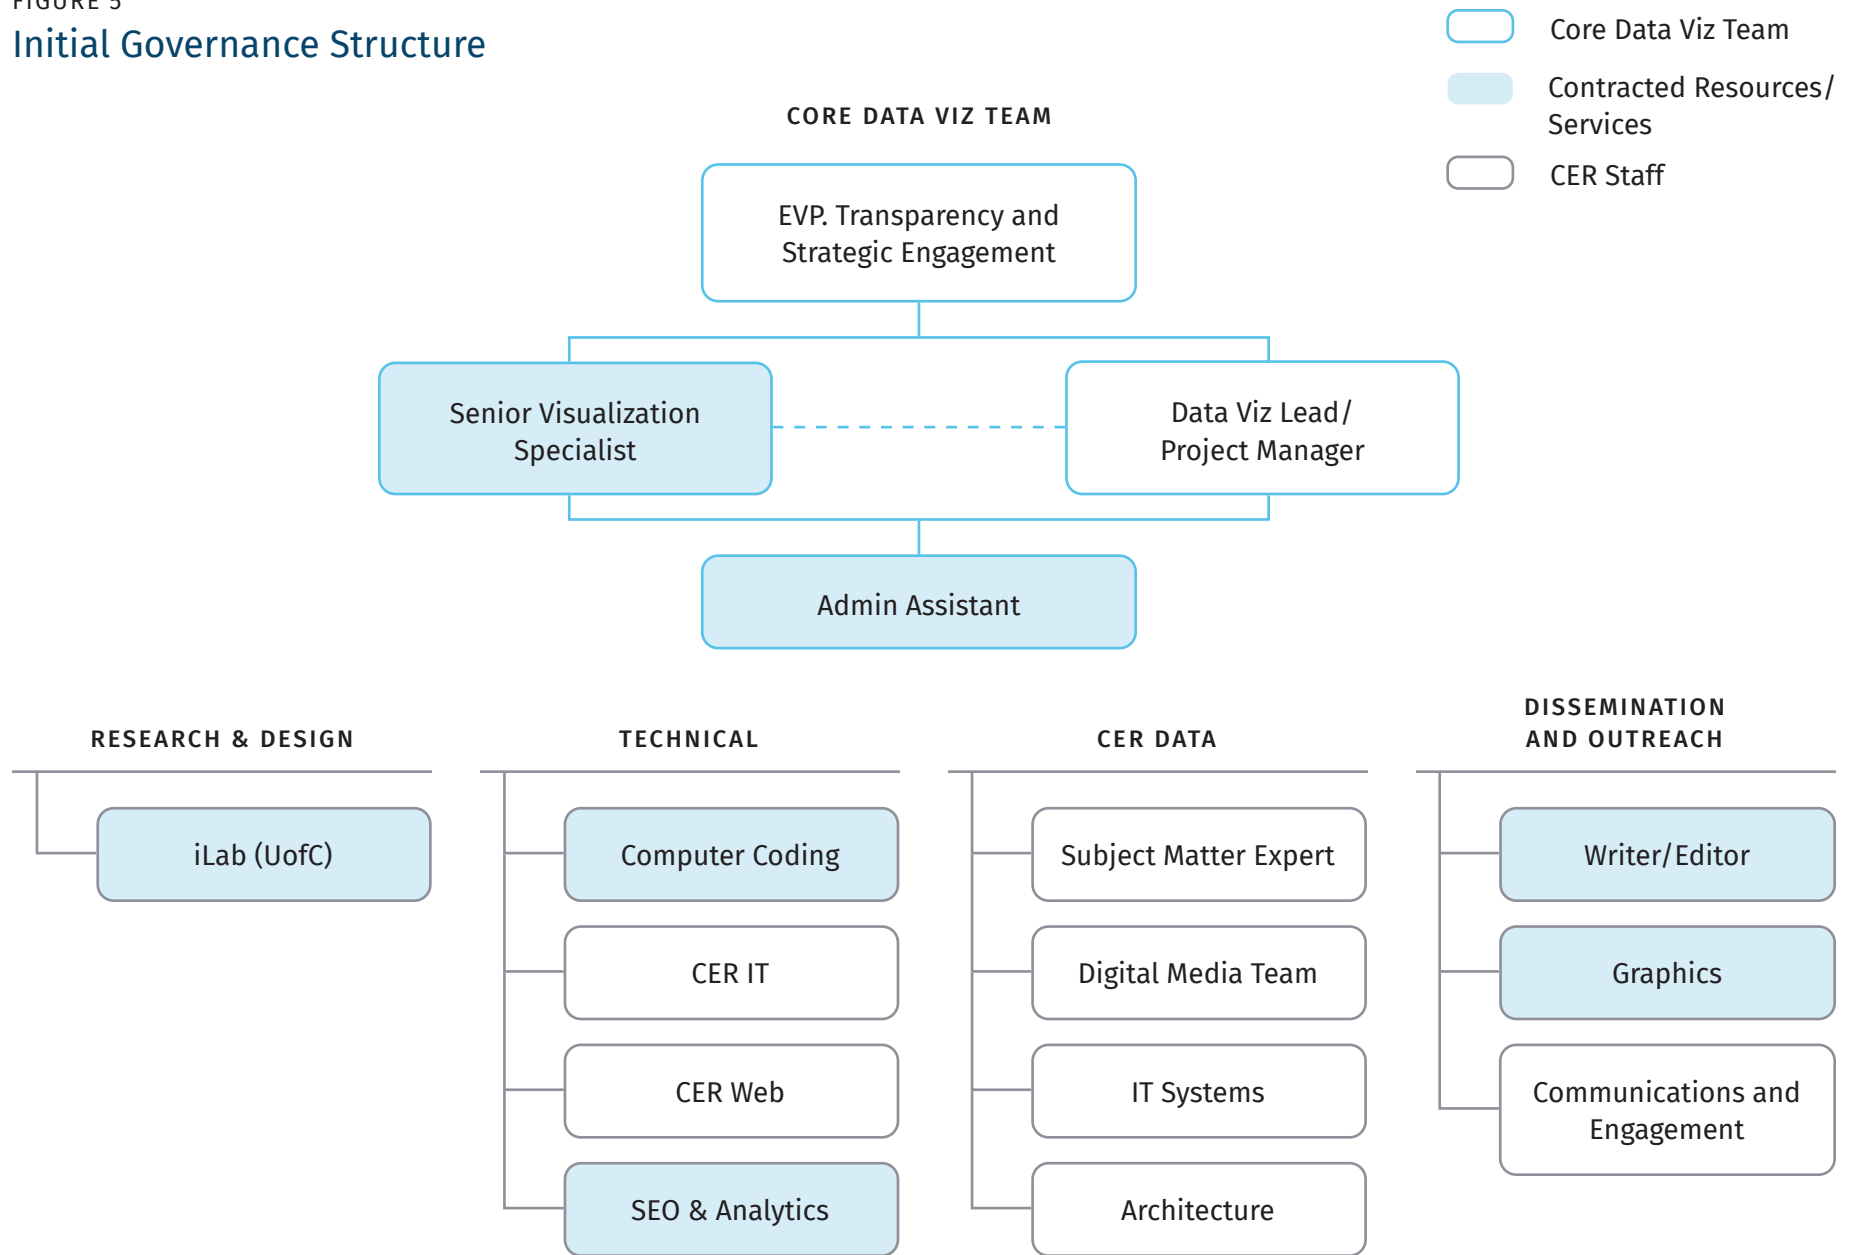 FIGURE 5
Initial Governance Structure
Core Data Viz Team
Contracted Resources/
Services
CER Staff
CORE DATA VIZ TEAM
EVP. Transparency and
Strategic Engagement
Senior Visualization
Specialist
Data Viz Lead/
Project Manager
Admin Assistant
RESEARCH & DESIGN
iLab (UofC)
TECHNICAL
Computer Coding
CER IT
CER Web
SEO & Analytics
CER DATA
Subject Matter Expert
Digital Media Team
IT Systems
Architecture
DISSEMINATION
AND OUTREACH
Writer/Editor
Graphics
Communications and
Engagement